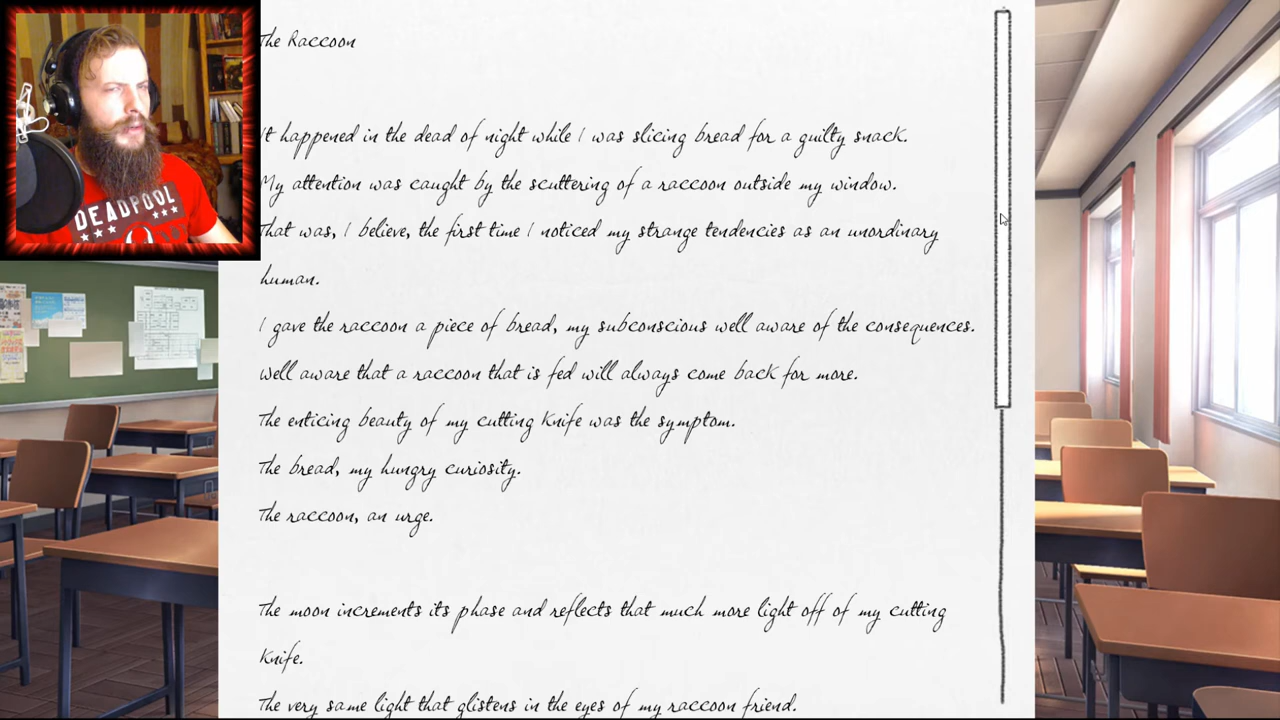 The Raccoon
It happened in the dead of night while I was slicing bread for a guilty snack.
My attention was caught by the scuttering of a raccoon outside my window.
That was, I believe, the first time I noticed my strange tendencies as an unordinary
human.
I gave the raccoon a piece of bread, my subconscious well aware of the consequences.
Well aware that a raccoon that is fed will always come back for more.
The enticing beauty of my cutting knife was the symptom.
The bread, my hungry curiosity.
The raccoon, an urge.
The moon increments its phase and reflects that much more light off of my cutting
knife.
The very same light that glistens in the eyes of my raccoon friend.
DEADPOOL